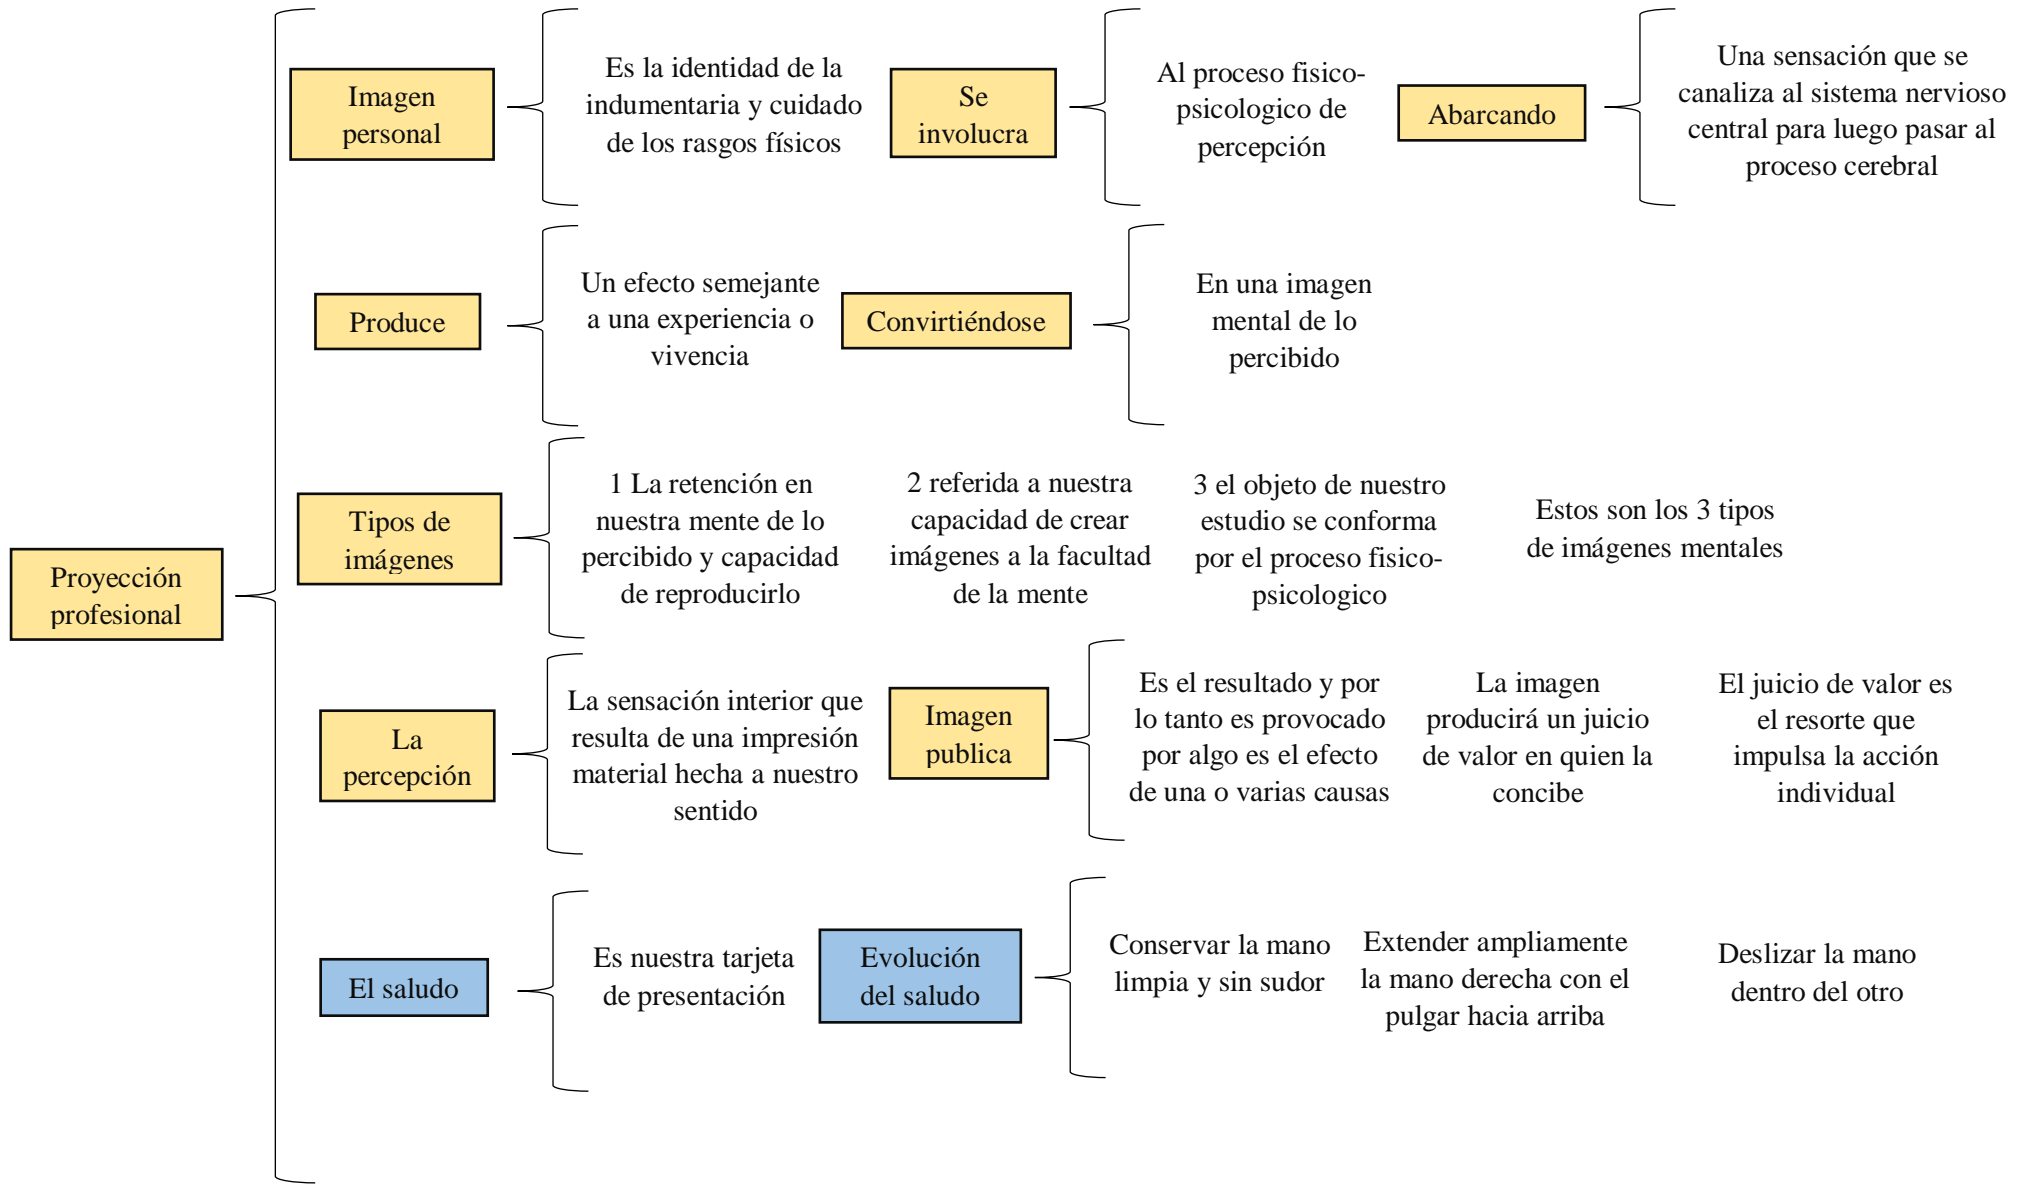 Proyección
profesional
Imagen
personal
Es la identidad de la
indumentaria y cuidado
de los rasgos físicos
Se
involucra
Al proceso fisico-
psicologico de
percepción
Abarcando
Una sensación que se
canaliza al sistema nervioso
central para luego pasar al
proceso cerebral
Produce
Un efecto semejante
a una experiencia o
vivencia
Convirtiéndose
En una imagen
mental de lo
percibido
Tipos de
imágenes
1 La retención en
nuestra mente de lo
percibido y capacidad
de reproducirlo
2 referida a nuestra
capacidad de crear
imágenes a la facultad
de la mente
3 el objeto de nuestro
estudio se conforma
por el proceso fisico-
psicologico
Estos son los 3 tipos
de imágenes mentales
La
percepción
La sensación interior que
resulta de una impresión
material hecha a nuestro
sentido
Imagen
publica
Es el resultado y por
lo tanto es provocado
por algo es el efecto
de una o varias causas
La imagen
producirá un juicio
de valor en quien la
concibe
El juicio de valor es
el resorte que
impulsa la acción
individual
El saludo
Es nuestra tarjeta
de presentación
Evolución
del saludo
Conservar la mano
limpia y sin sudor
Extender ampliamente
la mano derecha con el
pulgar hacia arriba
Deslizar la mano
dentro del otro